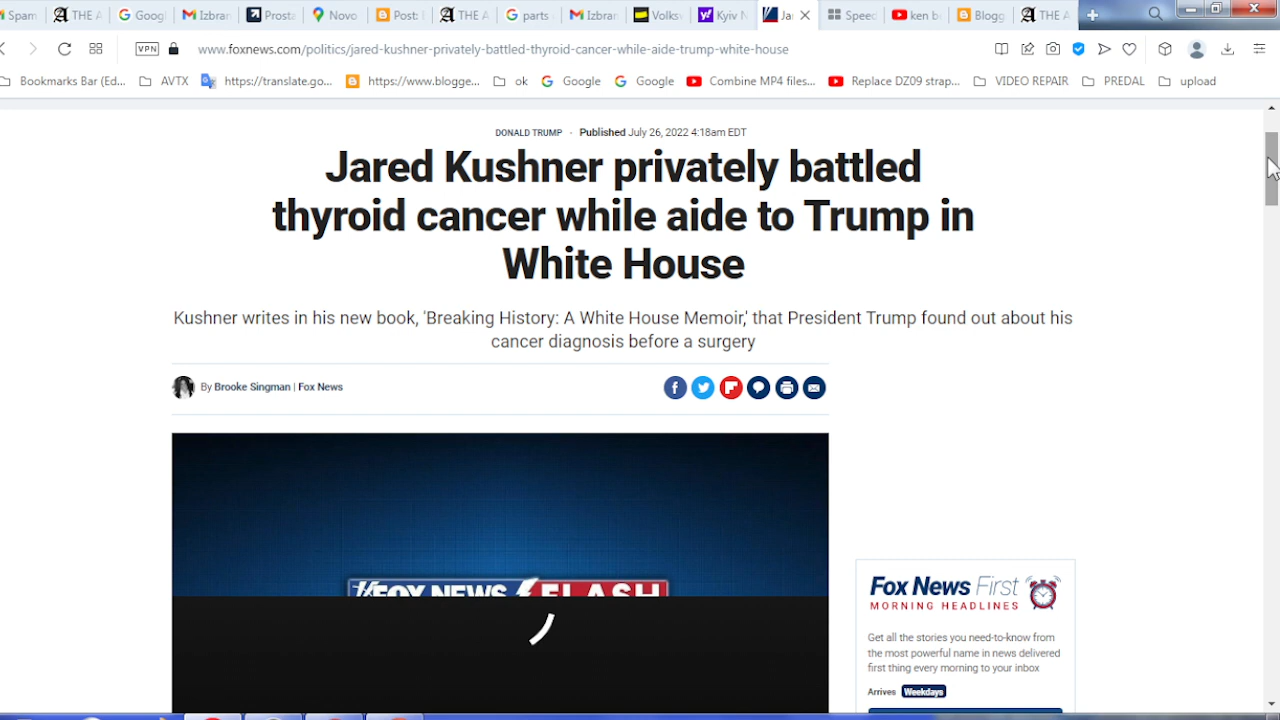 Spam
THE A
Goog
Izbran
Prosta
Novo
Post:
THE A
parts
Izbran
Volks
Kyiv N
Ja
Speed
ken b
Blogg
THE A
VPN
www.foxnews.com/politics/jared-kushner-privately-battled-thyroid-cancer-while-aide-trump-white-house
Bookmarks Bar (Ed... AVTX https://translate.go... https://www.blogge... ok Google Google Combine MP4 files... Replace DZ09 strap... VIDEO REPAIR PREDAL upload
DONALD TRUMP · Published July 26, 2022 4:18am EDT
Jared Kushner privately battled
thyroid cancer while aide to Trump in
White House
Kushner writes in his new book, 'Breaking History: A White House Memoir,' that President Trump found out about his
cancer diagnosis before a surgery
By Brooke Singman | Fox News
FOX NEWS FLASH
Fox News First
MORNING HEADLINES
Get all the stories you need-to-know from
the most powerful name in news delivered
first thing every morning to your inbox
Arrives Weekdays